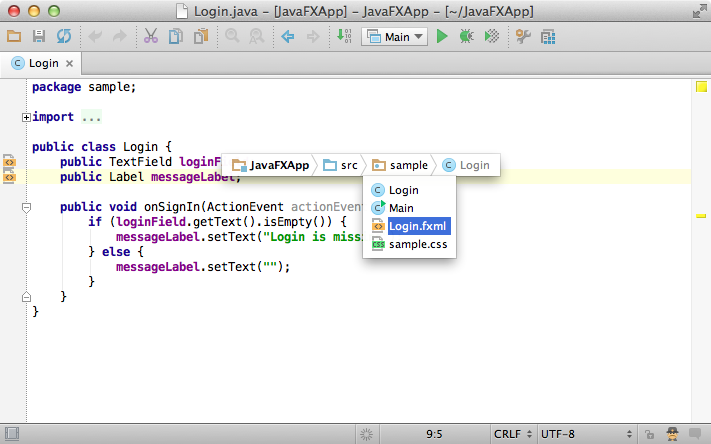 Login.java – [JavaFXApp] – JavaFXApp – [~/JavaFXApp]
Main
Login
package sample;
import ...
public class Login {
public TextField loginF
JavaFXApp src sample Login
public Label messageLabel;
Login
Main
Login.fxml
sample.css
public void onSignIn(ActionEvent actionEven
if (loginField.getText().isEmpty()) {
messageLabel.setText("Login is missi
} else {
messageLabel.setText("");
}
}
}
9:5 CRLF UTF-8